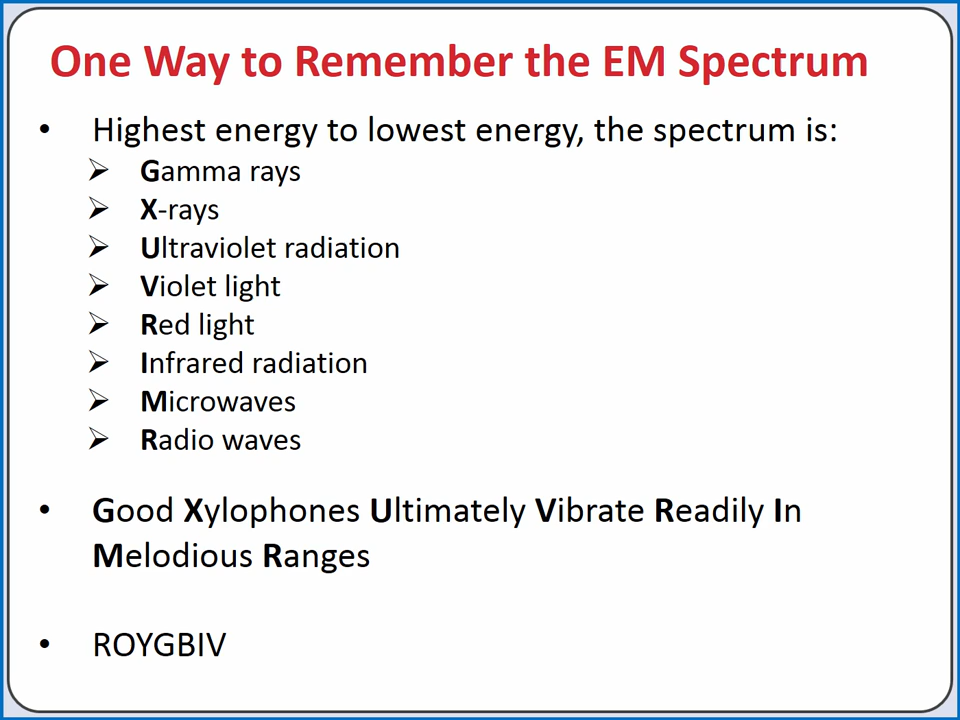 One Way to Remember the EM Spectrum
• Highest energy to lowest energy, the spectrum is:
➢ Gamma rays
➢ X-rays
➢ Ultraviolet radiation
➢ Violet light
➢ Red light
➢ Infrared radiation
➢ Microwaves
➢ Radio waves
• Good Xylophones Ultimately Vibrate Readily In
Melodious Ranges
• ROYGBIV